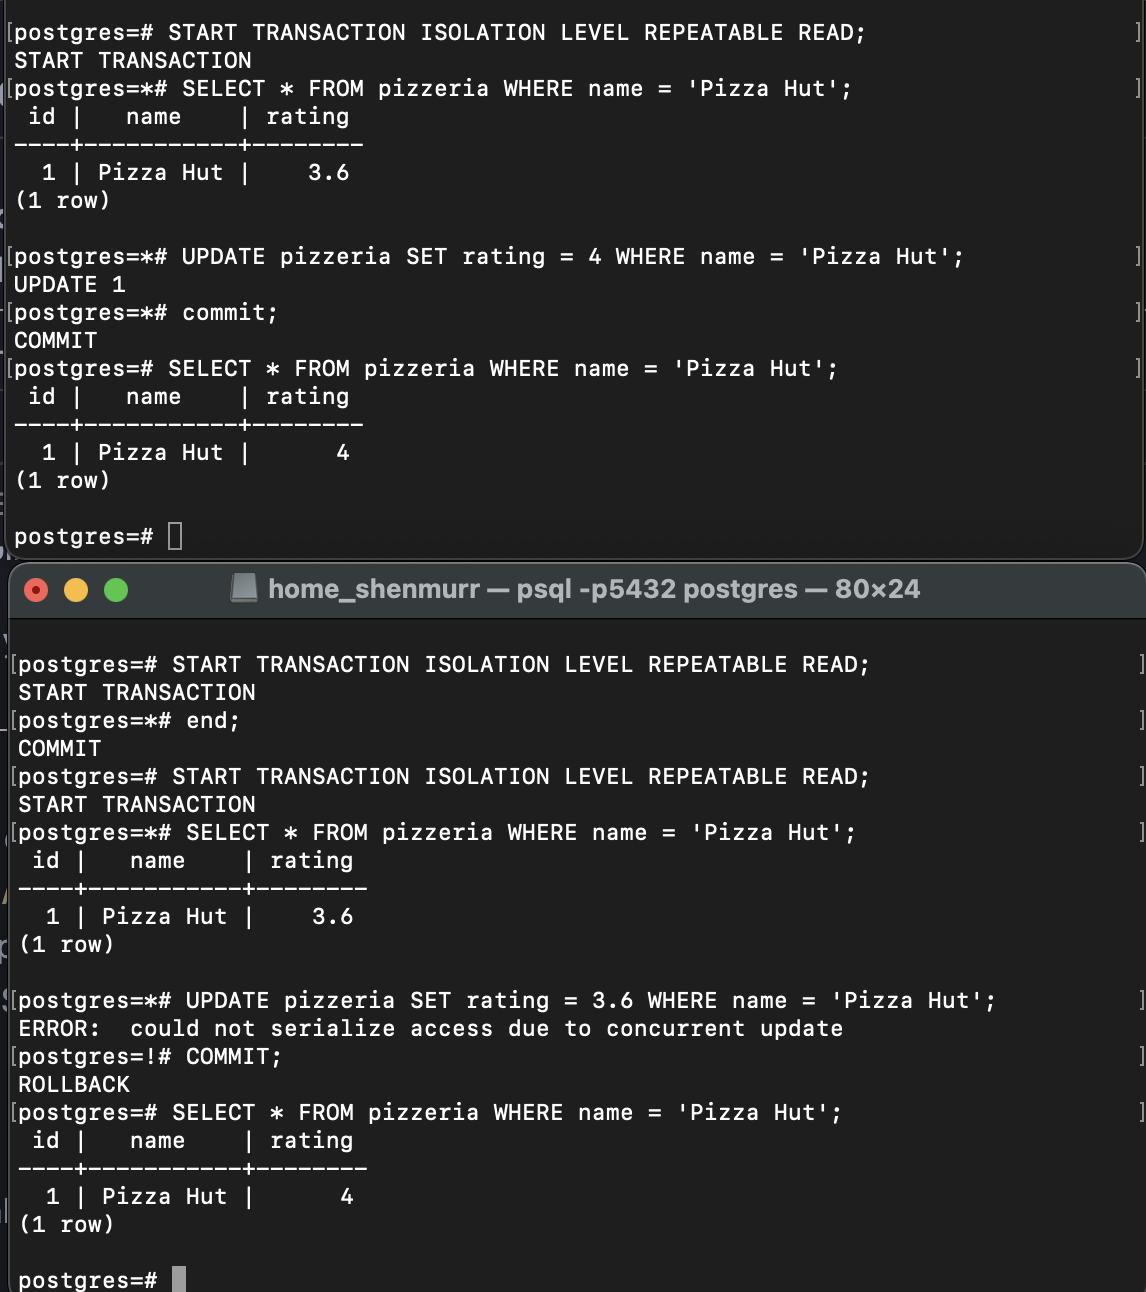 [postgres=# START TRANSACTION ISOLATION LEVEL REPEATABLE READ; ]
START TRANSACTION
[postgres=*# SELECT * FROM pizzeria WHERE name = 'Pizza Hut'; ]
 id |   name    | rating
----+-----------+--------
  1 | Pizza Hut |    3.6
(1 row)

[postgres=*# UPDATE pizzeria SET rating = 4 WHERE name = 'Pizza Hut'; ]
UPDATE 1
[postgres=*# commit; ]
COMMIT
[postgres=# SELECT * FROM pizzeria WHERE name = 'Pizza Hut'; ]
 id |   name    | rating
----+-----------+--------
  1 | Pizza Hut |      4
(1 row)

postgres=#
home_shenmurr — psql -p5432 postgres — 80×24
[postgres=# START TRANSACTION ISOLATION LEVEL REPEATABLE READ; ]
START TRANSACTION
[postgres=*# end; ]
COMMIT
[postgres=# START TRANSACTION ISOLATION LEVEL REPEATABLE READ; ]
START TRANSACTION
[postgres=*# SELECT * FROM pizzeria WHERE name = 'Pizza Hut'; ]
 id |   name    | rating
----+-----------+--------
  1 | Pizza Hut |    3.6
(1 row)

[postgres=*# UPDATE pizzeria SET rating = 3.6 WHERE name = 'Pizza Hut'; ]
ERROR:  could not serialize access due to concurrent update
[postgres=!# COMMIT; ]
ROLLBACK
[postgres=# SELECT * FROM pizzeria WHERE name = 'Pizza Hut'; ]
 id |   name    | rating
----+-----------+--------
  1 | Pizza Hut |      4
(1 row)

postgres=#